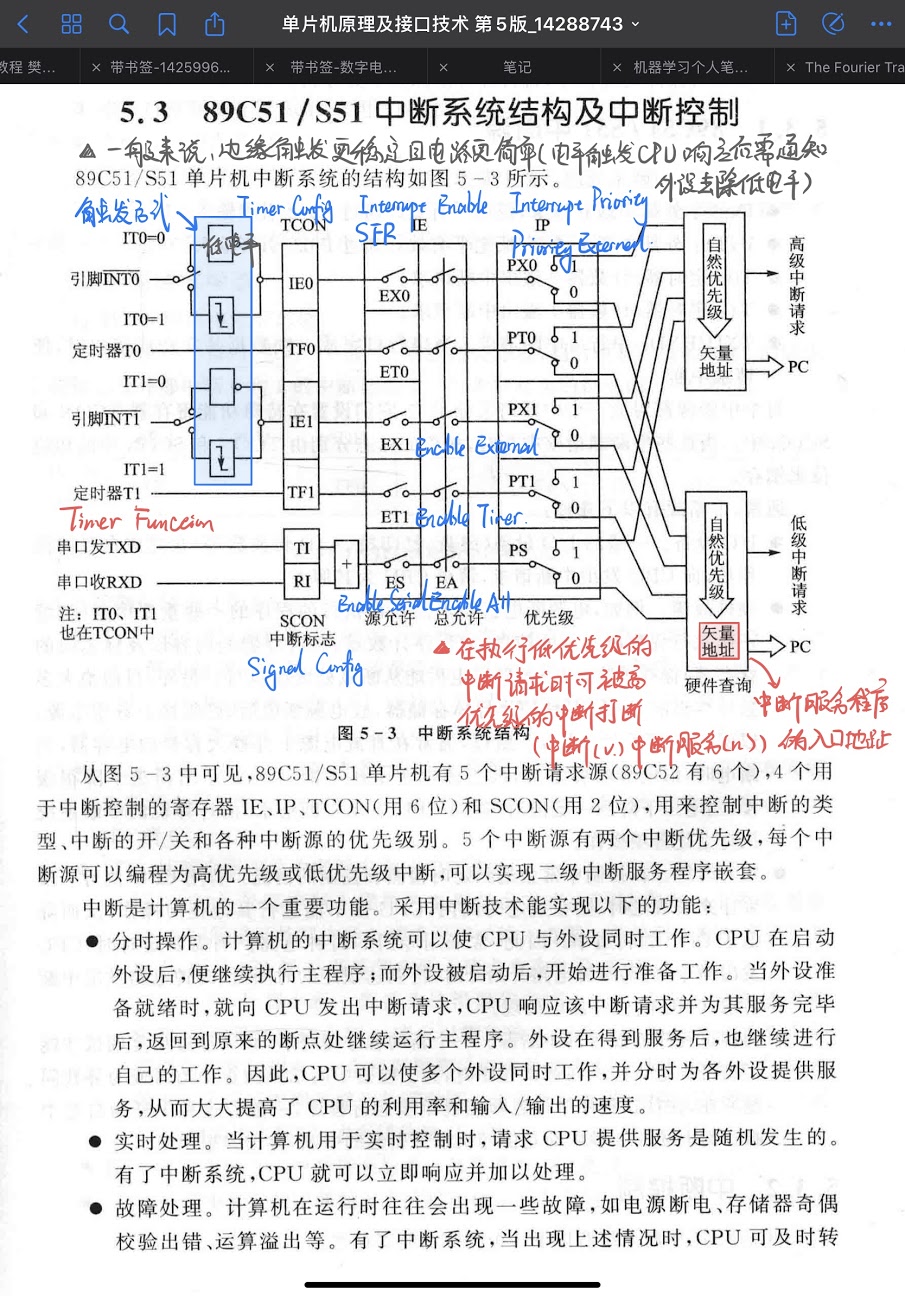 单片机原理及接口技术 第5版_14288743
教程 樊...
× 带书签-1425996...
× 带书签-数字电...
× 笔记
× 机器学习个人笔...
× The Fourier Tra
5.3 89C51/S51 中断系统结构及中断控制
▲ 一般来说，边缘触发更稳定且电路更简单(电平触发CPU响应后需通知
外设去除低电平)
89C51/S51 单片机中断系统的结构如图 5-3 所示。
触发方式
Timer Config
Interrupt Enable
Interrupt Priority
SFR
Priority External
TCON IE IP
IT0=0
低电平
引脚INT0
IE0
EX0
PX0
1
0
IT0=1
定时器T0
TF0
ET0
PT0
1
0
IT1=0
引脚INT1
IE1
EX1
PX1
1
0
Enable External
IT1=1
定时器T1
TF1
ET1
PT1
1
0
Enable Timer
Timer Funceion
串口发TXD
TI
串口收RXD
RI
+
ES
EA
PS
1
0
Enable Serial
Enable All
自然优先级
矢量地址
高级中断请求
PC
自然优先级
矢量地址
低级中断请求
PC
硬件查询
注：IT0、IT1
也在TCON中
SCON
中断标志
源允许 总允许 优先级
Signed Config
▲ 在执行低优先级的
中断请求时可被高
优先级的中断打断
(中断(v.) 中断服务(n))
中断服务程序
的入口地址
图 5-3 中断系统结构
从图 5-3 中可见,89C51/S51 单片机有 5 个中断请求源(89C52 有 6 个),4 个用
于中断控制的寄存器 IE、IP、TCON(用 6 位)和 SCON(用 2 位),用来控制中断的类
型、中断的开/关和各种中断源的优先级别。5 个中断源有两个中断优先级,每个中
断源可以编程为高优先级或低优先级中断,可以实现二级中断服务程序嵌套。
中断是计算机的一个重要功能。采用中断技术能实现以下的功能:
● 分时操作。计算机的中断系统可以使 CPU 与外设同时工作。CPU 在启动
外设后,便继续执行主程序;而外设被启动后,开始进行准备工作。当外设准
备就绪时,就向 CPU 发出中断请求,CPU 响应该中断请求并为其服务完毕
后,返回到原来的断点处继续运行主程序。外设在得到服务后,也继续进行
自己的工作。因此,CPU 可以使多个外设同时工作,并分时为各外设提供服
务,从而大大提高了 CPU 的利用率和输入/输出的速度。
● 实时处理。当计算机用于实时控制时,请求 CPU 提供服务是随机发生的。
有了中断系统,CPU 就可以立即响应并加以处理。
● 故障处理。计算机在运行时往往会出现一些故障,如电源断电、存储器奇偶
校验出错、运算溢出等。有了中断系统,当出现上述情况时,CPU 可及时转